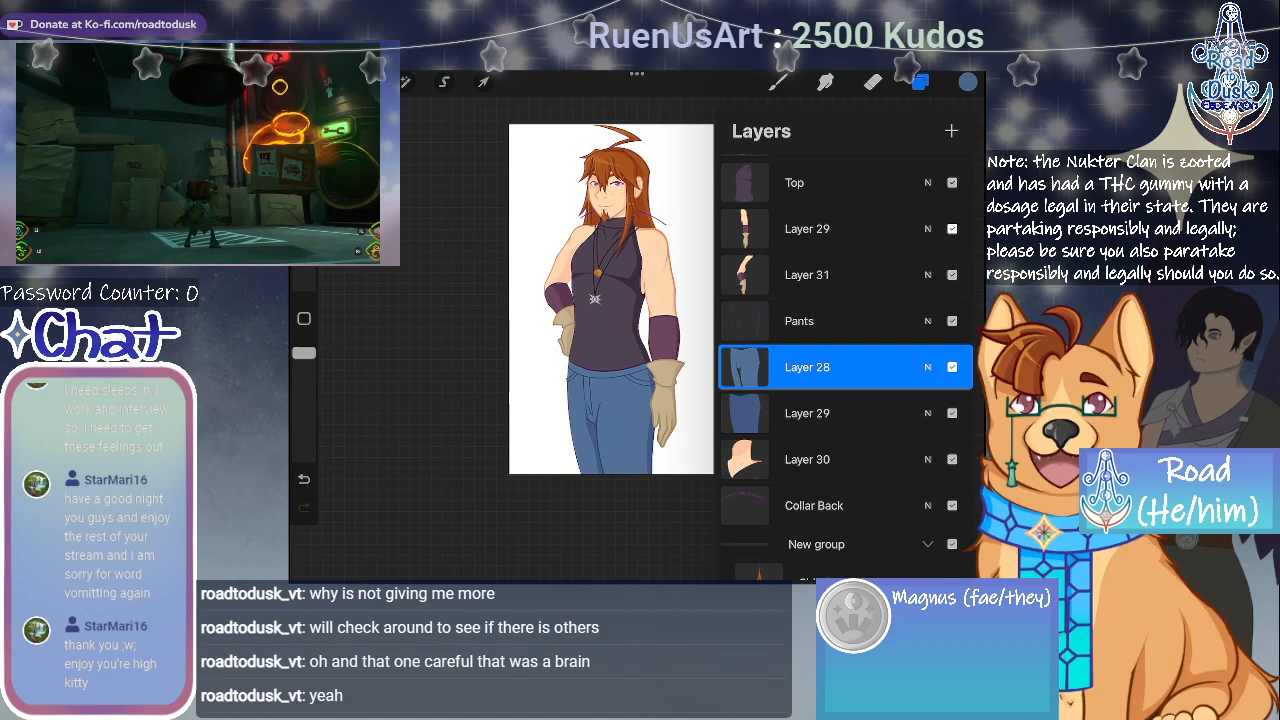 Donate at Ko-fi.com/roadtodusk
RuenUsArt : 2500 Kudos
Road
to
Dusk
Note: the Nukter Clan is zooted
and has had a THC gummy with a
dosage legal in their state. They are
partaking responsibly and legally;
please be sure you also paratake
responsibly and legally should you do so.
Layers
Top
N
Layer 29
N
Layer 31
N
Pants
N
Layer 28
N
Layer 29
N
Layer 30
N
Collar Back
N
New group
Password Counter: 0
Chat
I need sleeps n i
work and interview
so i need to get
these feelings out
StarMari16
have a good night
you guys and enjoy
the rest of your
stream and I am
sorry for word
vomitting again
StarMari16
thank you ;w;
enjoy you're high
kitty
roadtodusk_vt: why is not giving me more
roadtodusk_vt: will check around to see if there is others
roadtodusk_vt: oh and that one careful that was a brain
roadtodusk_vt: yeah
Road
(He/him)
Magnus (fae/they)